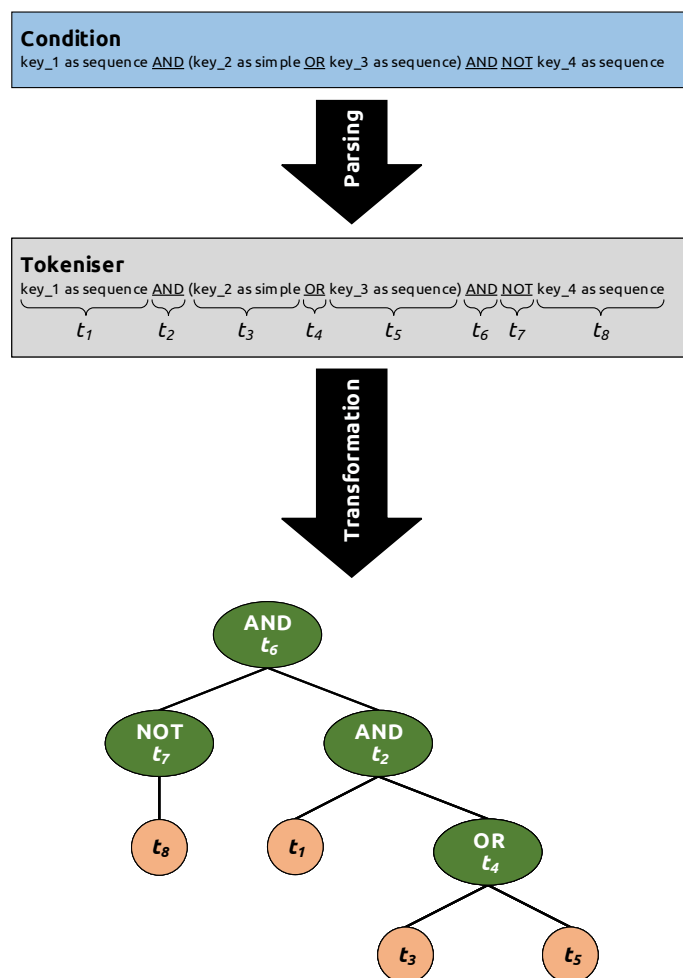 Condition
key_1 as sequence AND (key_2 as simple OR key_3 as sequence) AND NOT key_4 as sequence
Parsing
Tokeniser
key_1 as sequence AND (key_2 as simple OR key_3 as sequence) AND NOT key_4 as sequence
t1 t2 t3 t4 t5 t6 t7 t8
Transformation
AND
t6
NOT
t7
AND
t2
t8
t1
OR
t4
t3
t5